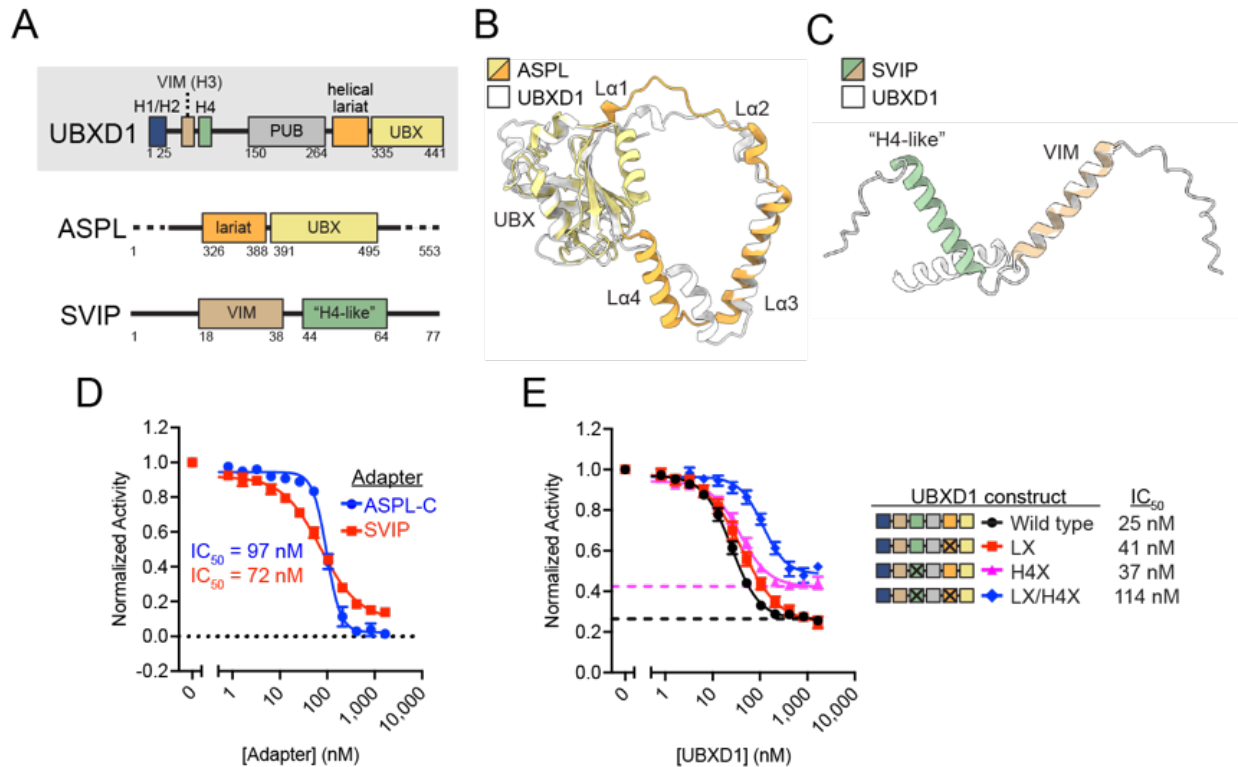 A
VIM (H3)
H1/H2
H4
helical
lariat
UBXD1
PUB
UBX
1 25
150
264
335
441
ASPL
lariat
UBX
1
326
388
391
495
553
SVIP
VIM
“H4-like”
1
18
38
44
64
77
B
ASPL
UBXD1
Lα1
Lα2
UBX
Lα4
Lα3
C
SVIP
UBXD1
“H4-like”
VIM
D
Normalized Activity
1.2
1.0
0.8
0.6
0.4
0.2
0.0
-0.2
Adapter
ASPL-C
SVIP
IC50 = 97 nM
IC50 = 72 nM
0
1
10
100
1,000
10,000
[Adapter] (nM)
E
Normalized Activity
1.2
1.0
0.8
0.6
0.4
0.2
0.0
0
1
10
100
1,000
10,000
[UBXD1] (nM)
UBXD1 construct IC50
Wild type 25 nM
LX 41 nM
H4X 37 nM
LX/H4X 114 nM